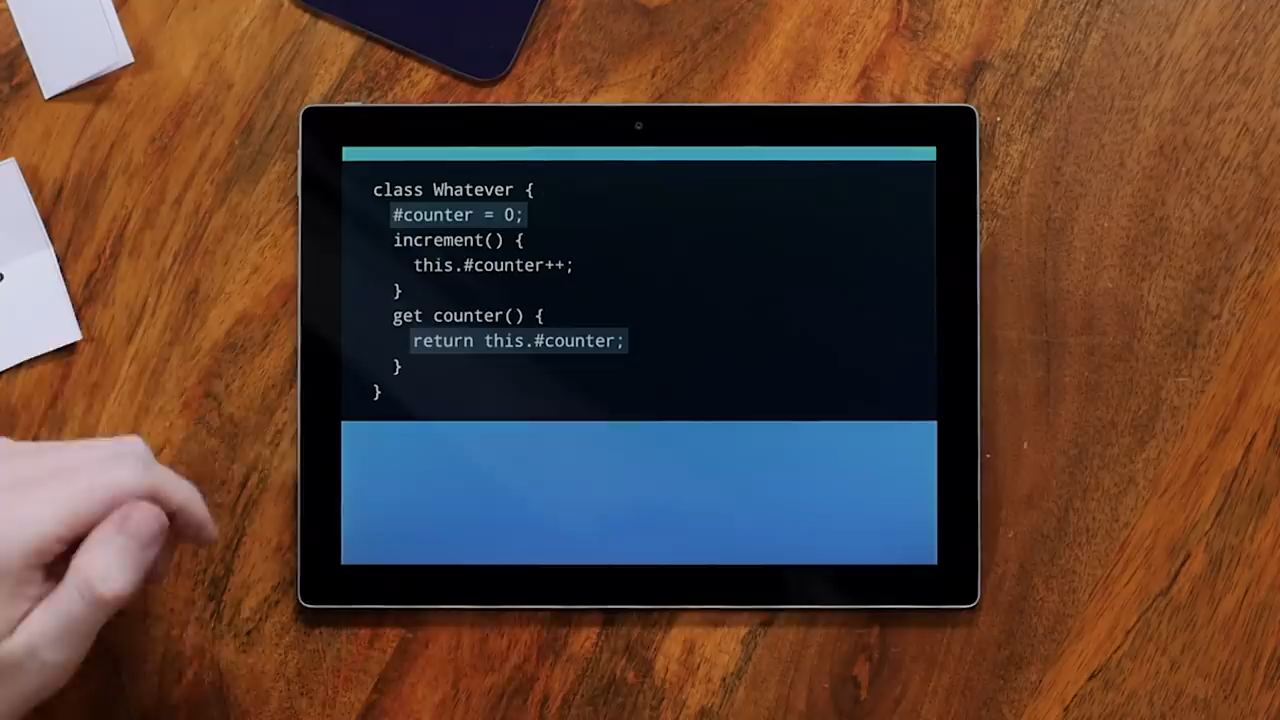 class Whatever {
#counter = 0;
increment() {
this.#counter++;
}
get counter() {
return this.#counter;
}
}